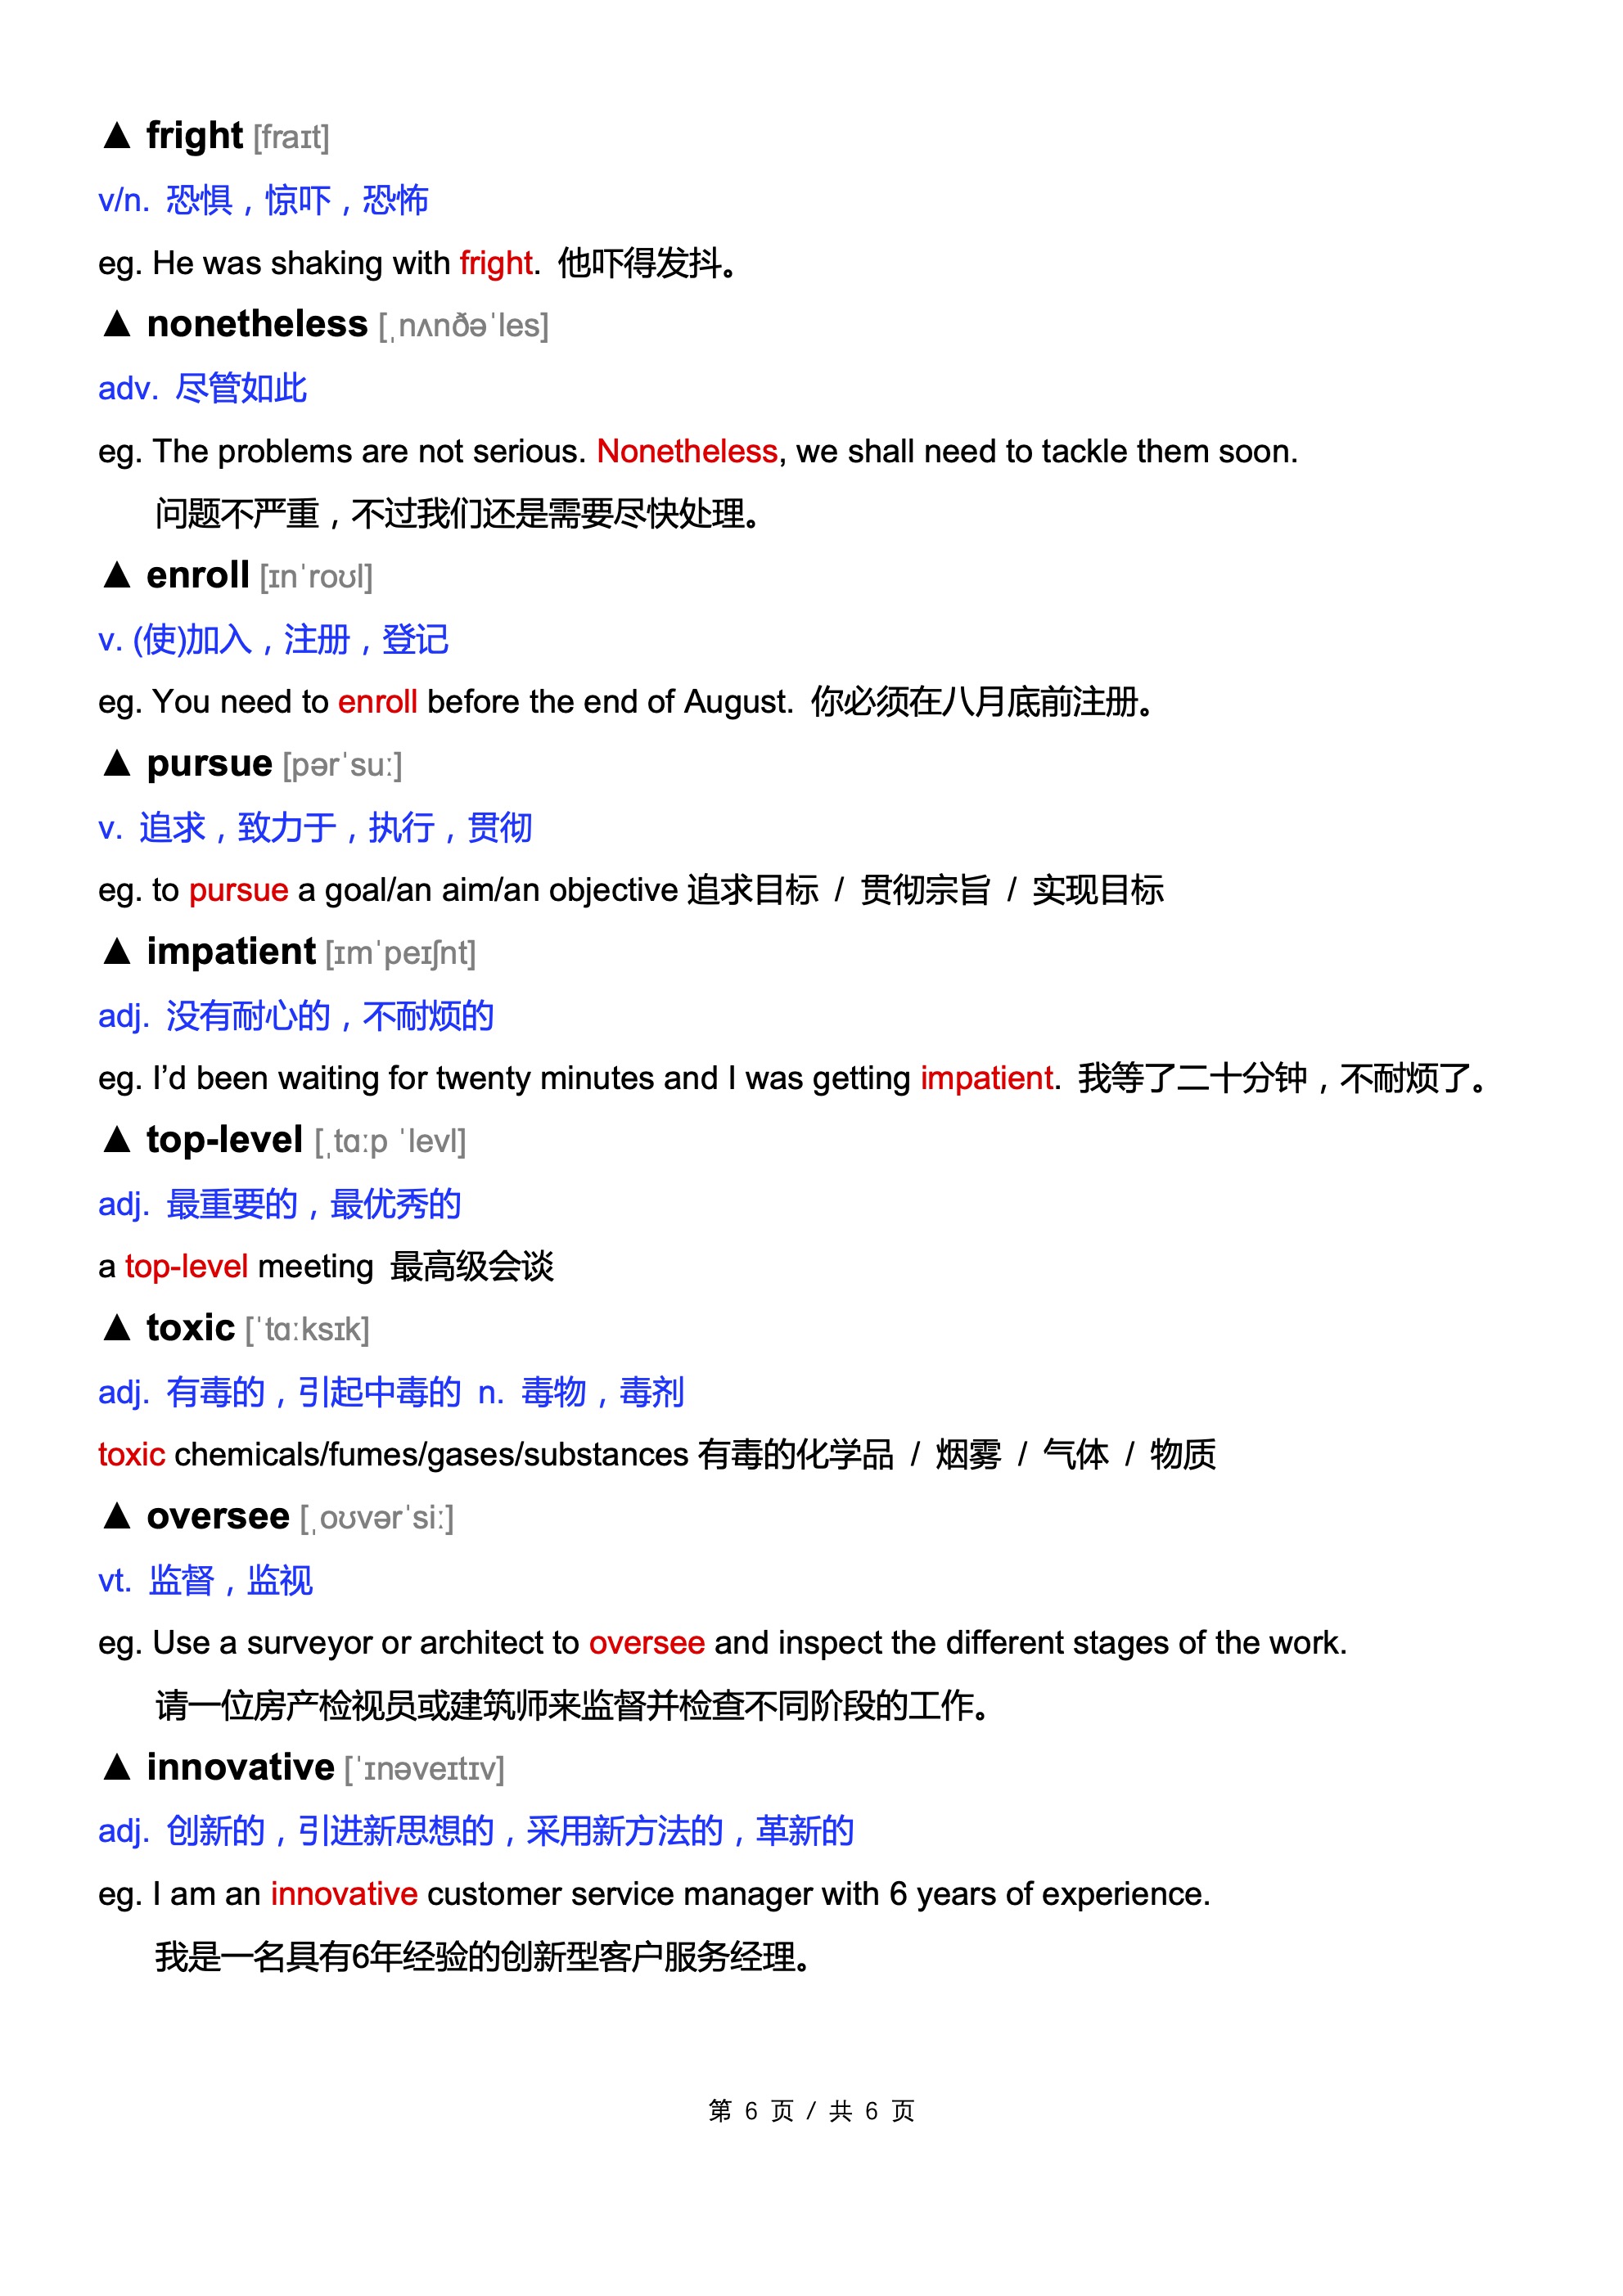 ▲ fright [fraɪt]
v/n. 恐惧，惊吓，恐怖
eg. He was shaking with fright. 他吓得发抖。
▲ nonetheless [ˌnʌnðəˈles]
adv. 尽管如此
eg. The problems are not serious. Nonetheless, we shall need to tackle them soon.
问题不严重，不过我们还是需要尽快处理。
▲ enroll [ɪnˈroʊl]
v. (使)加入，注册，登记
eg. You need to enroll before the end of August. 你必须在八月底前注册。
▲ pursue [pərˈsuː]
v. 追求，致力于，执行，贯彻
eg. to pursue a goal/an aim/an objective 追求目标 / 贯彻宗旨 / 实现目标
▲ impatient [ɪmˈpeɪʃnt]
adj. 没有耐心的，不耐烦的
eg. I’d been waiting for twenty minutes and I was getting impatient. 我等了二十分钟，不耐烦了。
▲ top-level [ˌtɑːp ˈlevl]
adj. 最重要的，最优秀的
a top-level meeting 最高级会谈
▲ toxic [ˈtɑːksɪk]
adj. 有毒的，引起中毒的 n. 毒物，毒剂
toxic chemicals/fumes/gases/substances 有毒的化学品 / 烟雾 / 气体 / 物质
▲ oversee [ˌoʊvərˈsiː]
vt. 监督，监视
eg. Use a surveyor or architect to oversee and inspect the different stages of the work.
请一位房产检视员或建筑师来监督并检查不同阶段的工作。
▲ innovative [ˈɪnəveɪtɪv]
adj. 创新的，引进新思想的，采用新方法的，革新的
eg. I am an innovative customer service manager with 6 years of experience.
我是一名具有6年经验的创新型客户服务经理。
第 6 页 / 共 6 页